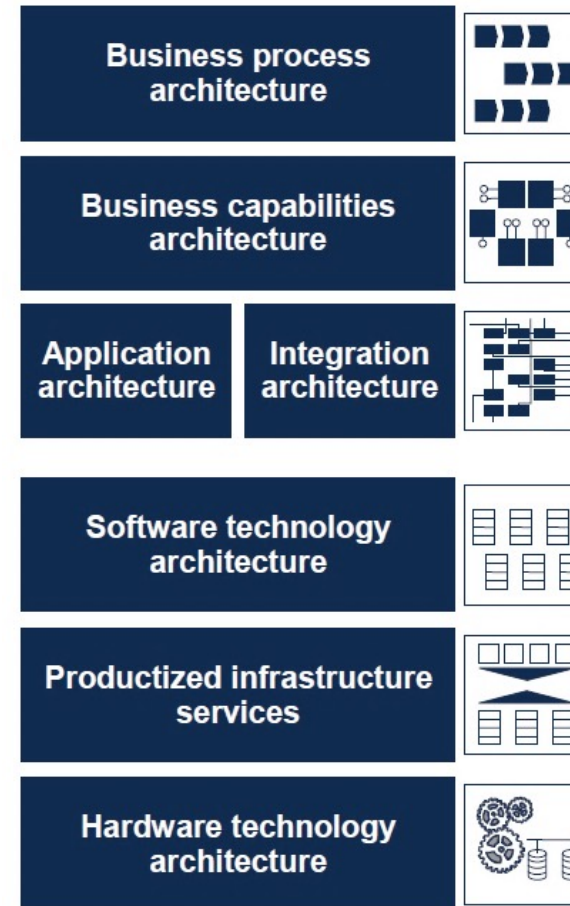 Business process
architecture
Business capabilities
architecture
Application
architecture
Integration
architecture
Software technology
architecture
Productized infrastructure
services
Hardware technology
architecture